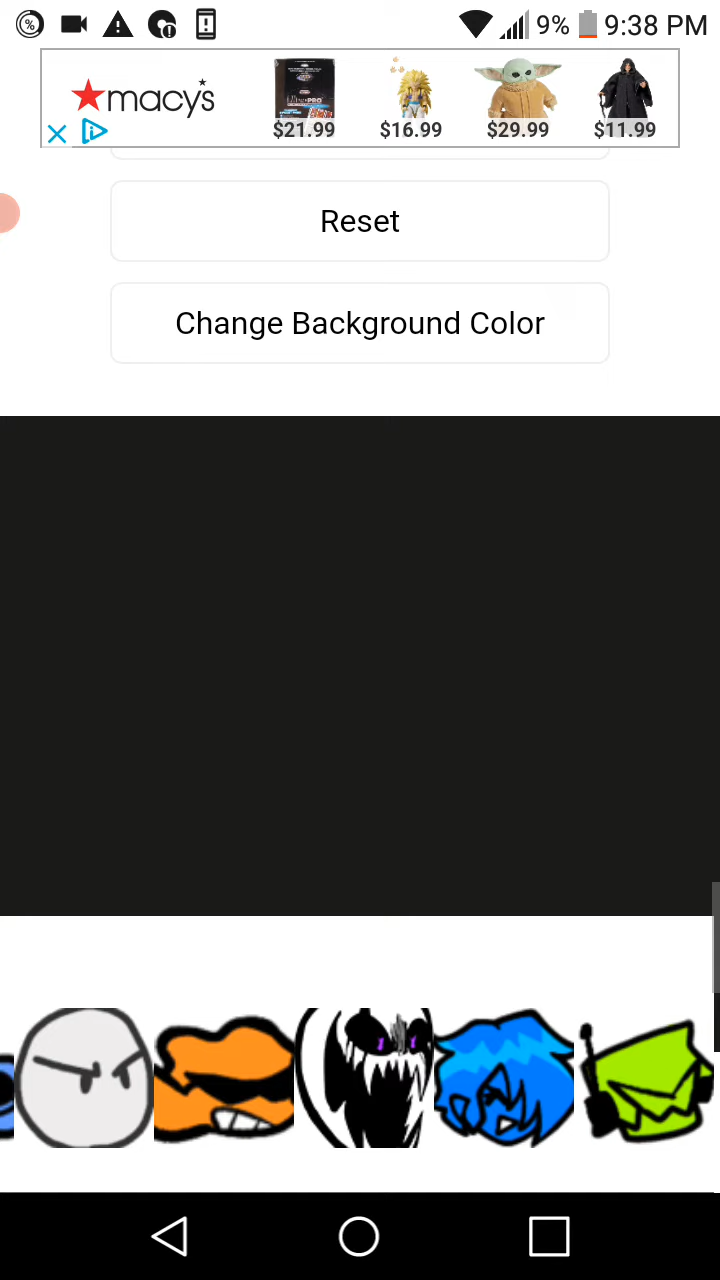 9% 9:38 PM
macy's
$21.99 $16.99 $29.99 $11.99
Reset
Change Background Color